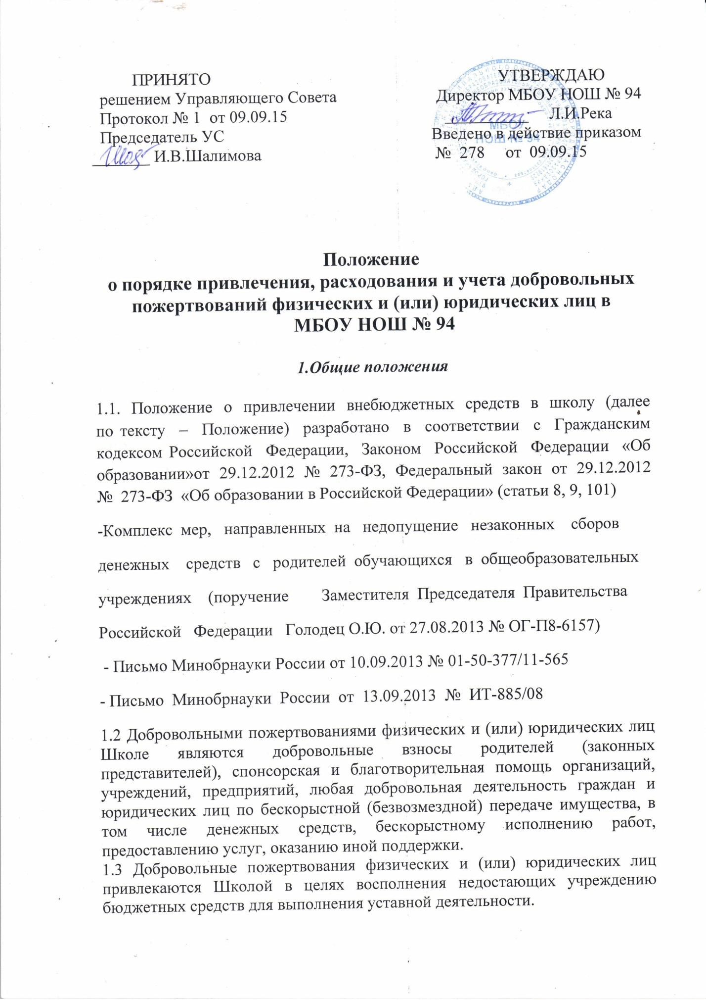 ПРИНЯТО
решением Управляющего Совета
Протокол № 1 от 09.09.15
Председатель УС
И.В.Шалимова
УТВЕРЖДАЮ
Директор МБОУ НОШ № 94
Л.И.Река
Введено в действие приказом
№ 278 от 09.09.15
МБОУ
НОШ № 94
Положение
о порядке привлечения, расходования и учета добровольных
пожертвований физических и (или) юридических лиц в
МБОУ НОШ № 94
1.Общие положения
1.1. Положение о привлечении внебюджетных средств в школу (далее
по тексту – Положение) разработано в соответствии с Гражданским
кодексом Российской Федерации, Законом Российской Федерации «Об
образовании»от 29.12.2012 № 273-ФЗ, Федеральный закон от 29.12.2012
№ 273-ФЗ «Об образовании в Российской Федерации» (статьи 8, 9, 101)
-Комплекс мер, направленных на недопущение незаконных сборов
денежных средств с родителей обучающихся в общеобразовательных
учреждениях (поручение Заместителя Председателя Правительства
Российской Федерации Голодец О.Ю. от 27.08.2013 № ОГ-П8-6157)
- Письмо Минобрнауки России от 10.09.2013 № 01-50-377/11-565
- Письмо Минобрнауки России от 13.09.2013 № ИТ-885/08
1.2 Добровольными пожертвованиями физических и (или) юридических лиц
Школе являются добровольные взносы родителей (законных
представителей), спонсорская и благотворительная помощь организаций,
учреждений, предприятий, любая добровольная деятельность граждан и
юридических лиц по бескорыстной (безвозмездной) передаче имущества, в
том числе денежных средств, бескорыстному исполнению работ,
предоставлению услуг, оказанию иной поддержки.
1.3 Добровольные пожертвования физических и (или) юридических лиц
привлекаются Школой в целях восполнения недостающих учреждению
бюджетных средств для выполнения уставной деятельности.